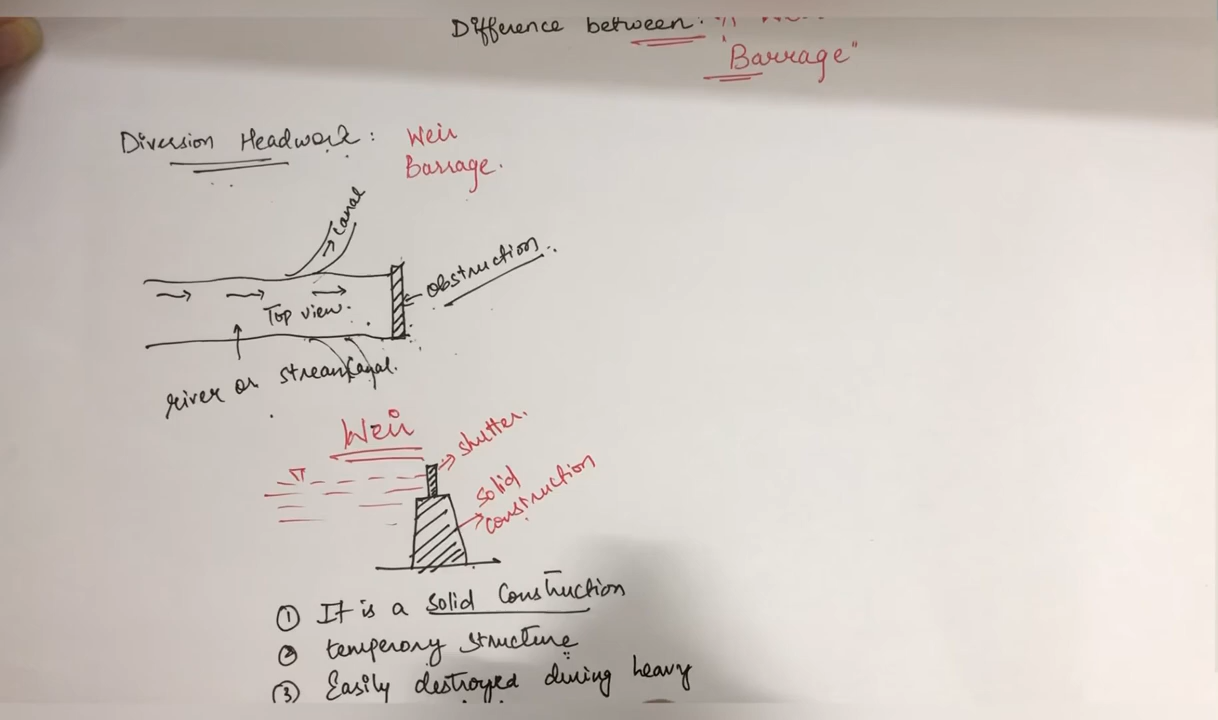 Difference between:
"Barrage"
Diversion Headwork: Weir
Barrage.
canal
obstruction.
Top view.
river or stream
Canal.
Weir
shutter.
solid
construction
① It is a solid Construction
② temperory structure
③ Easily destroyed during heavy